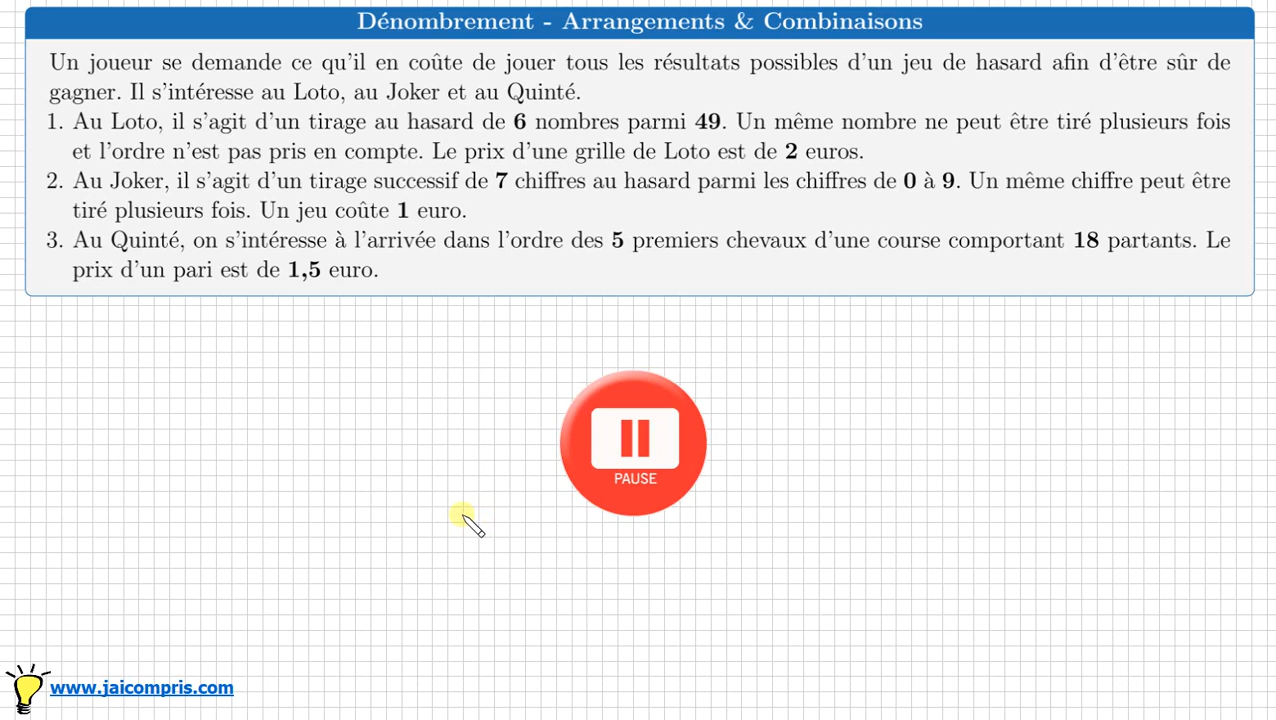 Dénombrement - Arrangements & Combinaisons
Un joueur se demande ce qu'il en coûte de jouer tous les résultats possibles d'un jeu de hasard afin d'être sûr de
gagner. Il s'intéresse au Loto, au Joker et au Quinté.
1. Au Loto, il s'agit d'un tirage au hasard de 6 nombres parmi 49. Un même nombre ne peut être tiré plusieurs fois
et l'ordre n'est pas pris en compte. Le prix d'une grille de Loto est de 2 euros.
2. Au Joker, il s'agit d'un tirage successif de 7 chiffres au hasard parmi les chiffres de 0 à 9. Un même chiffre peut être
tiré plusieurs fois. Un jeu coûte 1 euro.
3. Au Quinté, on s'intéresse à l'arrivée dans l'ordre des 5 premiers chevaux d'une course comportant 18 partants. Le
prix d'un pari est de 1,5 euro.
PAUSE
www.jaicompris.com